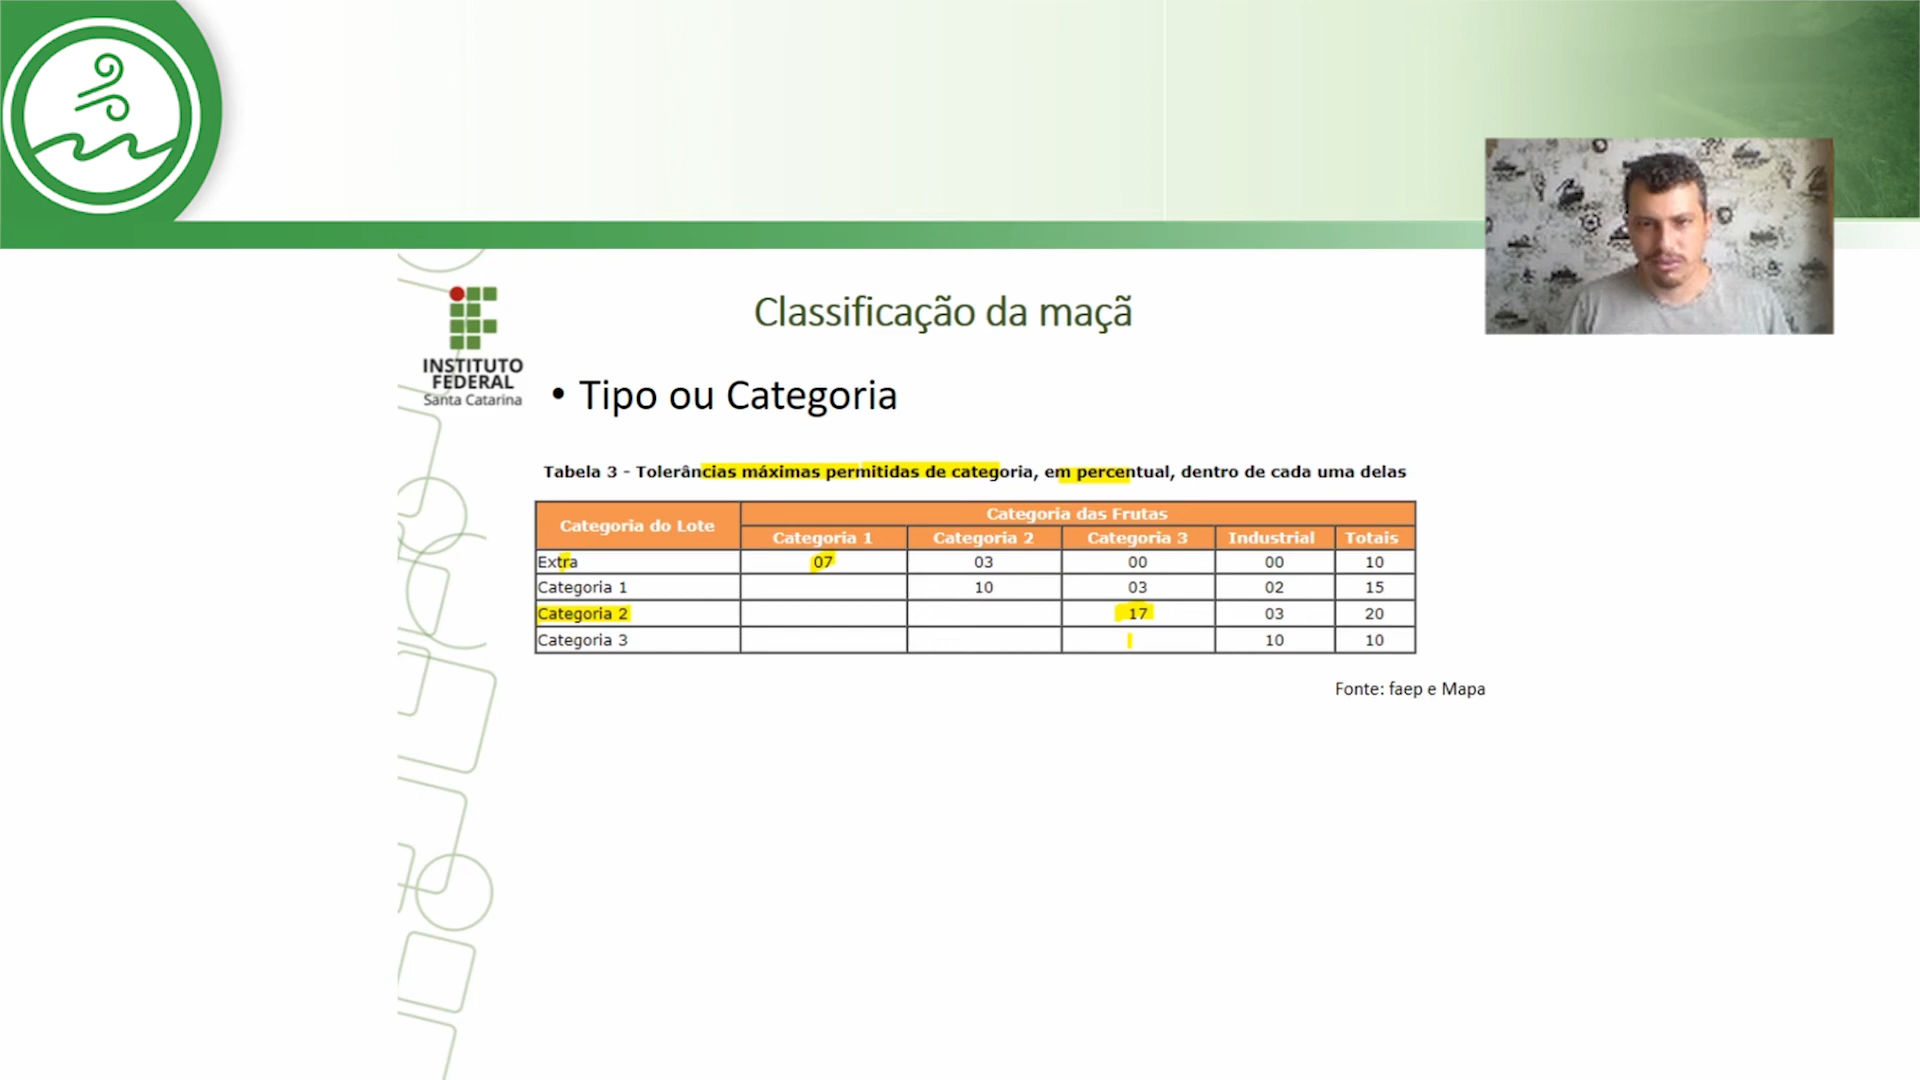 INSTITUTO
FEDERAL
Santa Catarina
Classificação da maçã
• Tipo ou Categoria
Tabela 3 - Tolerâncias máximas permitidas de categoria, em percentual, dentro de cada uma delas
Categoria do Lote Categoria das Frutas
Categoria 1 Categoria 2 Categoria 3 Industrial Totais
Extra 07 03 00 00 10
Categoria 1 10 03 02 15
Categoria 2 17 03 20
Categoria 3 10 10
Fonte: faep e Mapa